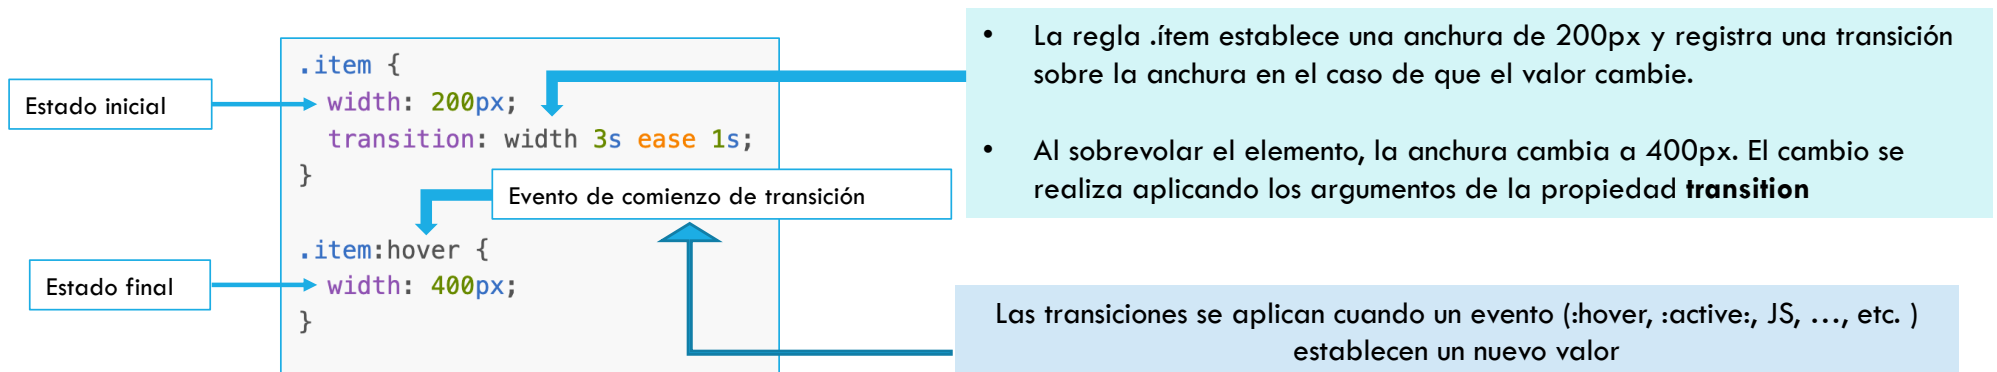 Estado inicial
.item {
width: 200px;
transition: width 3s ease 1s;
}
Evento de comienzo de transición
.item:hover {
Estado final
width: 400px;
}
• La regla .ítem establece una anchura de 200px y registra una transición
sobre la anchura en el caso de que el valor cambie.
• Al sobrevolar el elemento, la anchura cambia a 400px. El cambio se
realiza aplicando los argumentos de la propiedad transition
Las transiciones se aplican cuando un evento (:hover, :active:, JS, …, etc. )
establecen un nuevo valor